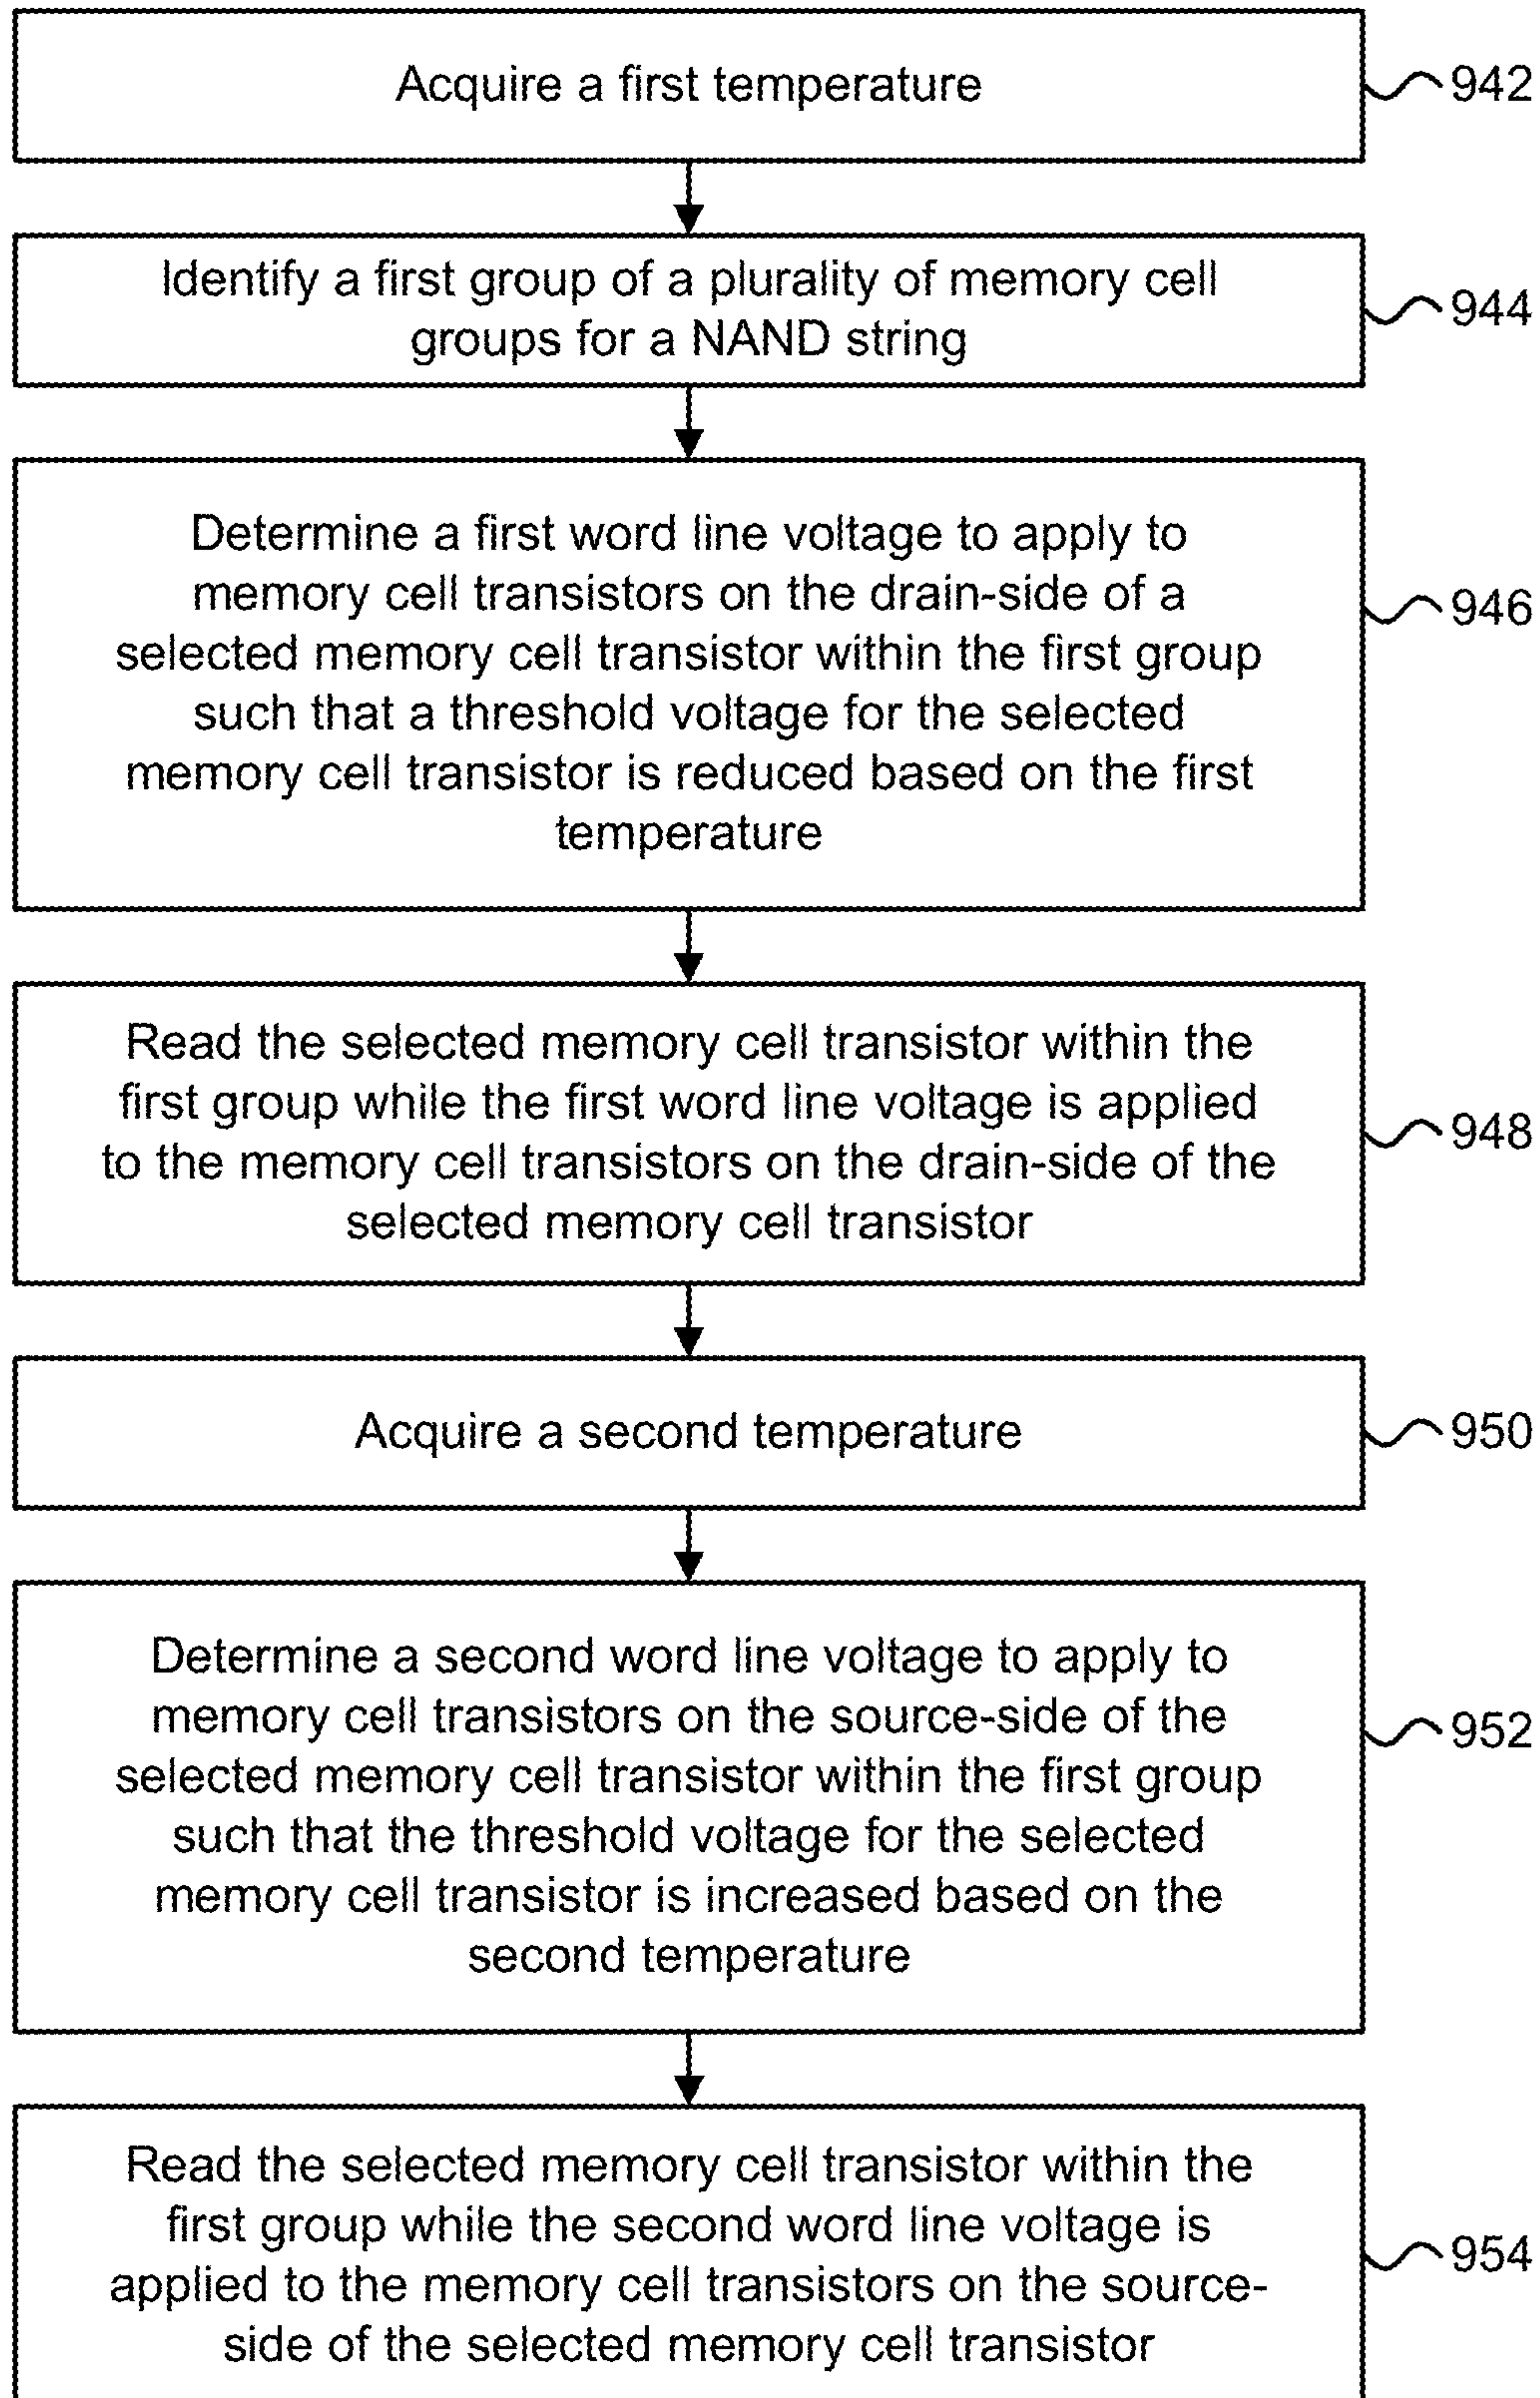 Acquire a first temperature
942
Identify a first group of a plurality of memory cell
groups for a NAND string
944
Determine a first word line voltage to apply to
memory cell transistors on the drain-side of a
selected memory cell transistor within the first group
such that a threshold voltage for the selected
memory cell transistor is reduced based on the first
temperature
946
Read the selected memory cell transistor within the
first group while the first word line voltage is applied
to the memory cell transistors on the drain-side of the
selected memory cell transistor
948
Acquire a second temperature
950
Determine a second word line voltage to apply to
memory cell transistors on the source-side of the
selected memory cell transistor within the first group
such that the threshold voltage for the selected
memory cell transistor is increased based on the
second temperature
952
Read the selected memory cell transistor within the
first group while the second word line voltage is
applied to the memory cell transistors on the source-
side of the selected memory cell transistor
954